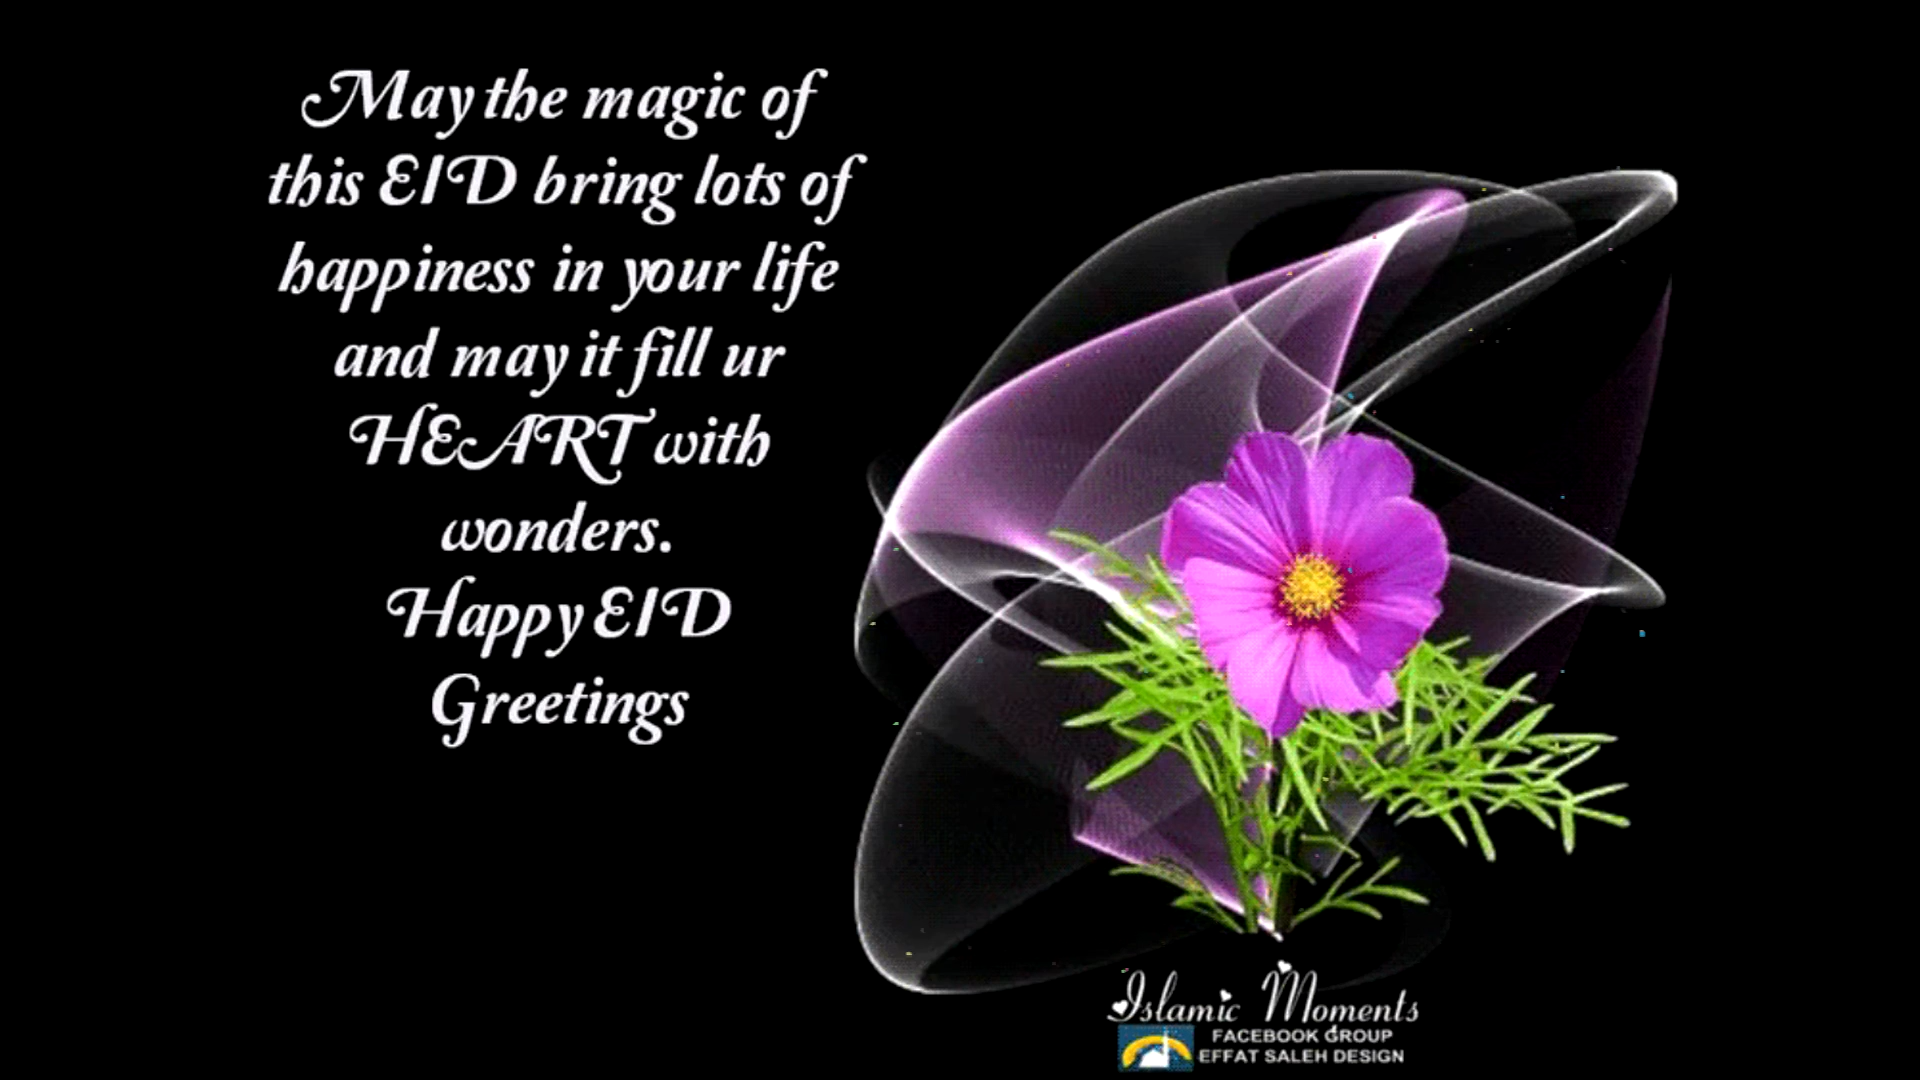 May the magic of
this EID bring lots of
happiness in your life
and may it fill ur
HEART with
wonders.
Happy EID
Greetings
Islamic Moments
FACEBOOK GROUP
EFFAT SALEH DESIGN